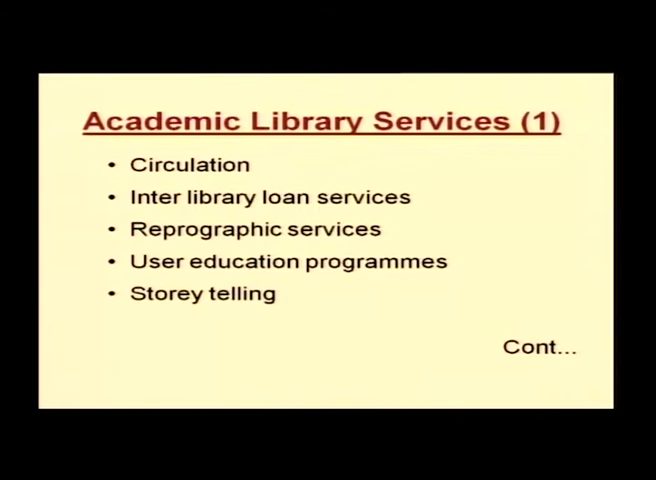 Academic Library Services (1)
• Circulation
• Inter library loan services
• Reprographic services
• User education programmes
• Storey telling
Cont...